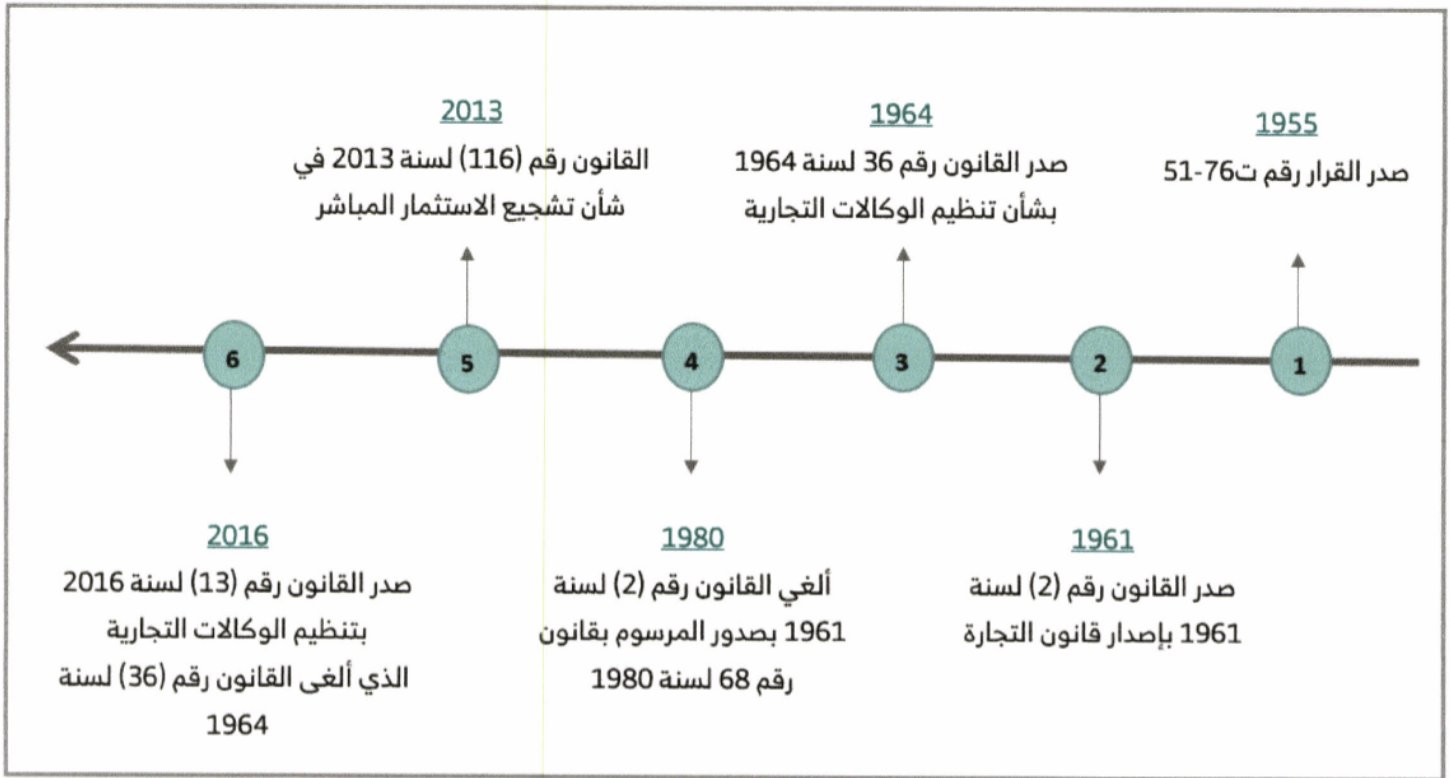 1955
صدر القرار رقم ت76-51
1
1961
صدر القانون رقم (2) لسنة
1961 بإصدار قانون التجارة
2
1964
صدر القانون رقم 36 لسنة 1964
بشأن تنظيم الوكالات التجارية
3
1980
ألغي القانون رقم (2) لسنة
1961 بصدور المرسوم بقانون
رقم 68 لسنة 1980
4
2013
القانون رقم (116) لسنة 2013 في
شأن تشجيع الاستثمار المباشر
5
2016
صدر القانون رقم (13) لسنة 2016
بتنظيم الوكالات التجارية
الذي ألغى القانون رقم (36) لسنة
1964
6